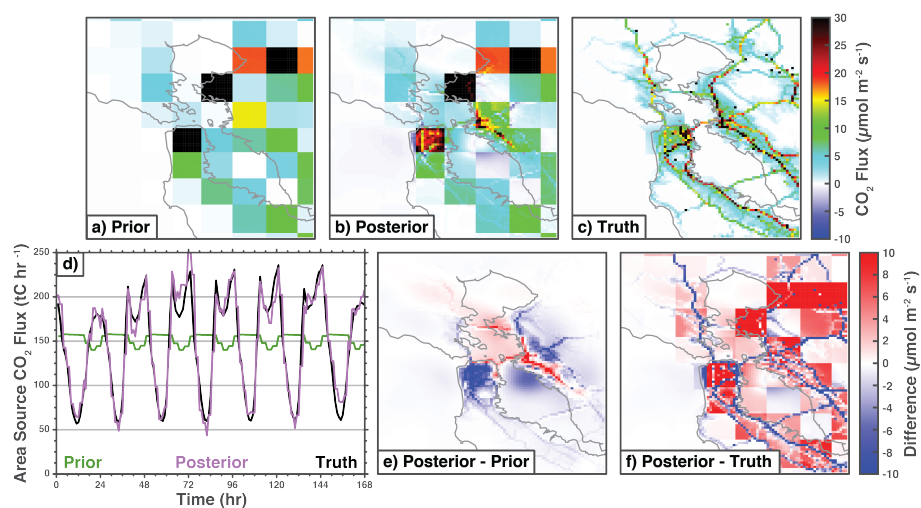 a) Prior
b) Posterior
c) Truth
30
25
20
15
10
5
0
-5
-10
CO2 Flux (µmol m-2 s-1)
d)
250
200
150
100
50
0
Area Source CO2 Flux (tC hr-1)
Prior
Posterior
Truth
0 24 48 72 96 120 144 168
Time (hr)
e) Posterior - Prior
f) Posterior - Truth
10
8
6
4
2
0
-2
-4
-6
-8
-10
Difference (µmol m-2 s-1)